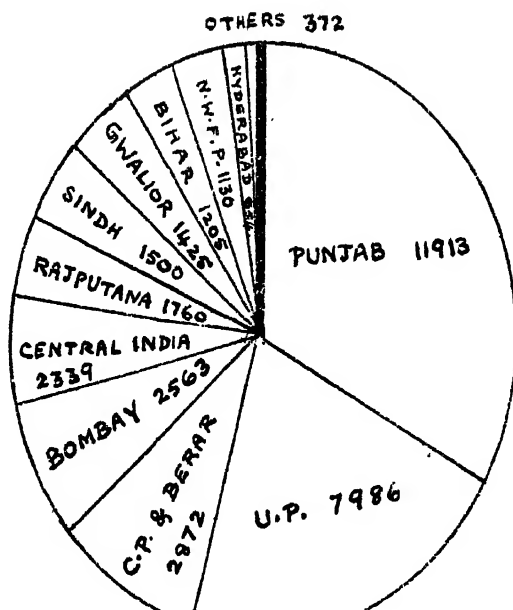 OTHERS 372
PUNJAB 11913
U.P. 7986
C.P. & BERAR
2872
BOMBAY 2563
CENTRAL INDIA
2339
RAJPUTANA 1760
SINDH 1500
GWALIOR 1425
BIHAR 1205
N.W.F.P. 1130
HYDERABAD